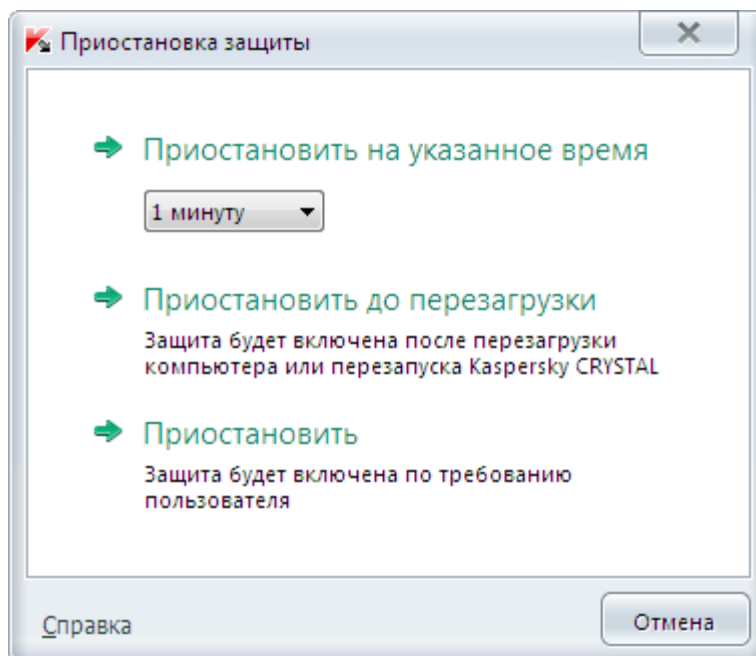 Приостановка защиты
Приостановить на указанное время
1 минуту
Приостановить до перезагрузки
Защита будет включена после перезагрузки
компьютера или перезапуска Kaspersky CRYSTAL
Приостановить
Защита будет включена по требованию
пользователя
Справка
Отмена